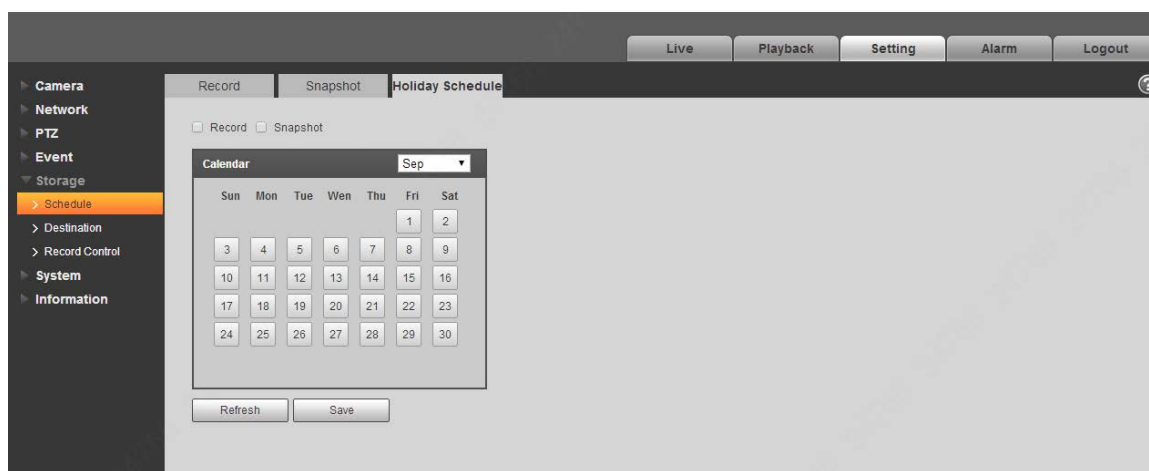 Live Playback Setting Alarm Logout
Camera
Network
PTZ
Event
Storage
Schedule
Destination
Record Control
System
Information
Record Snapshot Holiday Schedule
Record Snapshot
Calendar Sep
Sun Mon Tue Wen Thu Fri Sat
1 2
3 4 5 6 7 8 9
10 11 12 13 14 15 16
17 18 19 20 21 22 23
24 25 26 27 28 29 30
Refresh Save